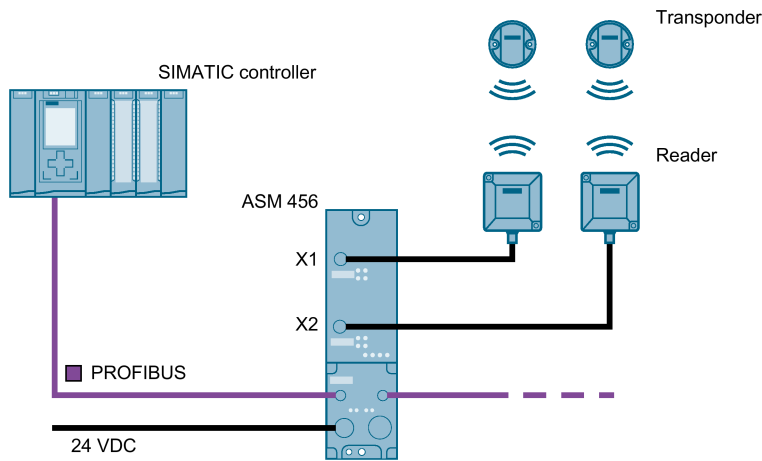 Transponder
SIMATIC controller
Reader
ASM 456
X1
X2
PROFIBUS
24 VDC